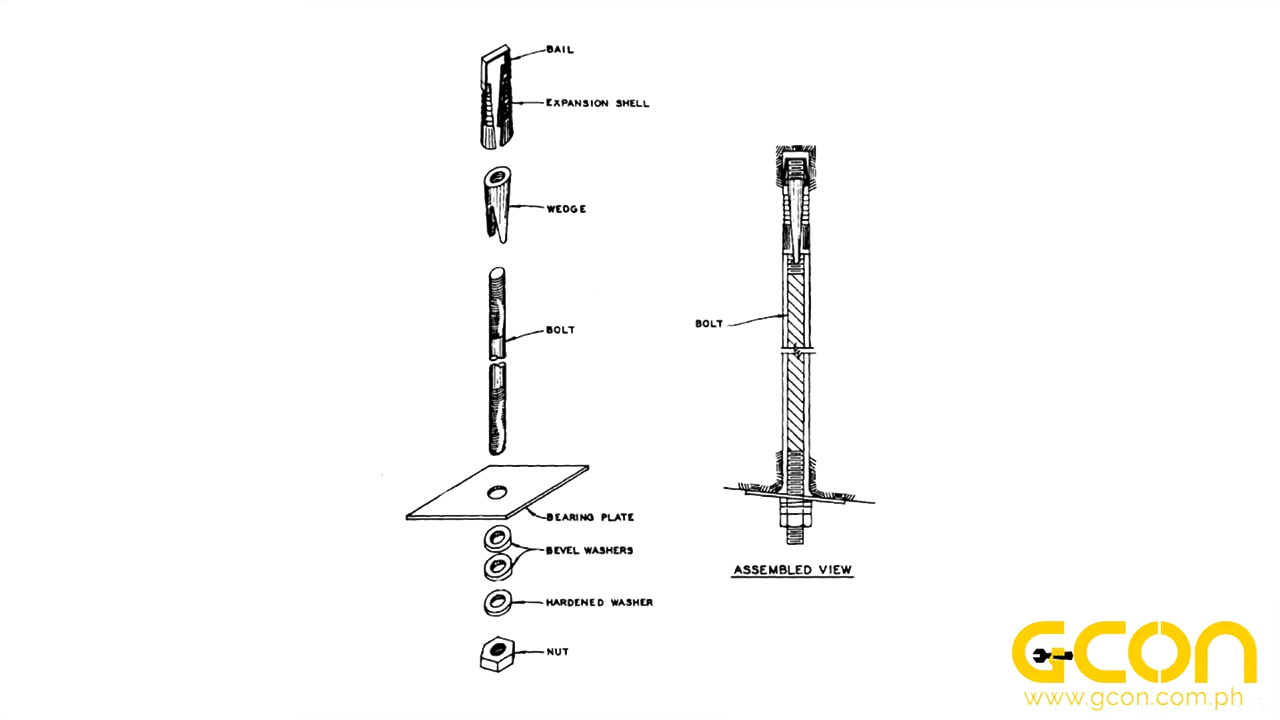 BAIL
EXPANSION SHELL
WEDGE
BOLT
BEARING PLATE
BEVEL WASHERS
HARDENED WASHER
NUT
BOLT
ASSEMBLED VIEW
GCON
www.gcon.com.ph